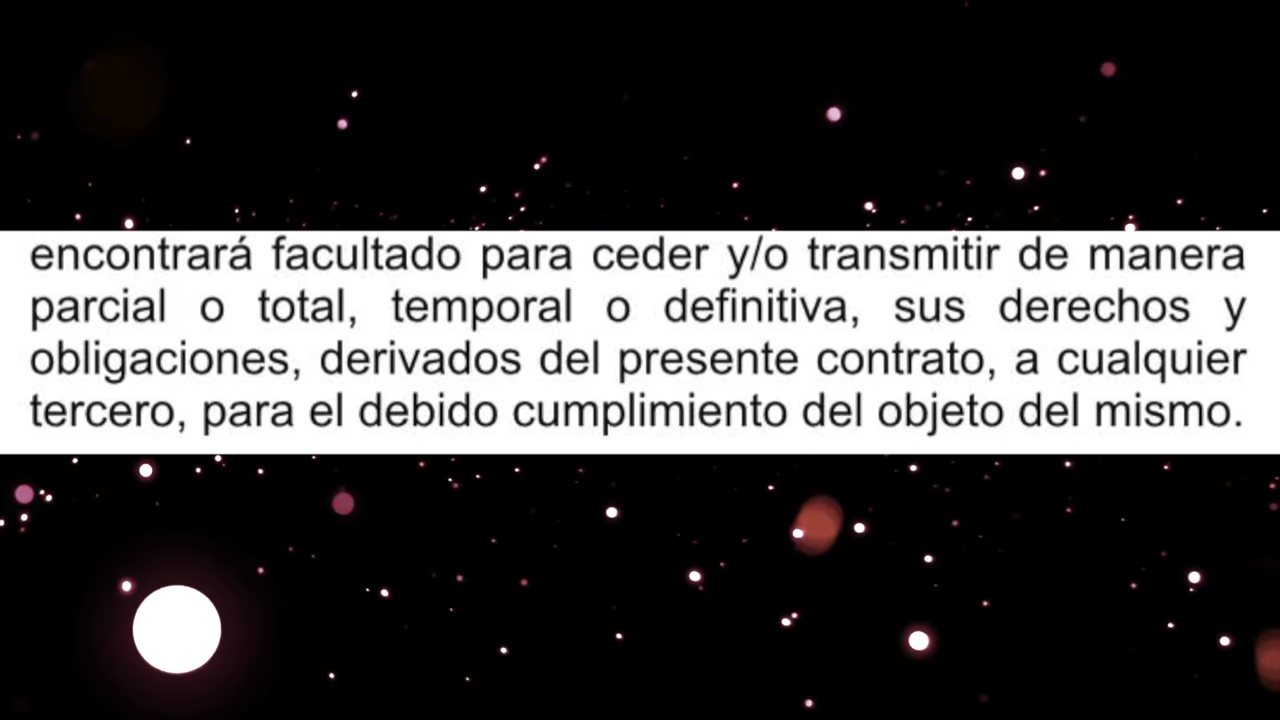 encontrará facultado para ceder y/o transmitir de manera
parcial o total, temporal o definitiva, sus derechos y
obligaciones, derivados del presente contrato, a cualquier
tercero, para el debido cumplimiento del objeto del mismo.